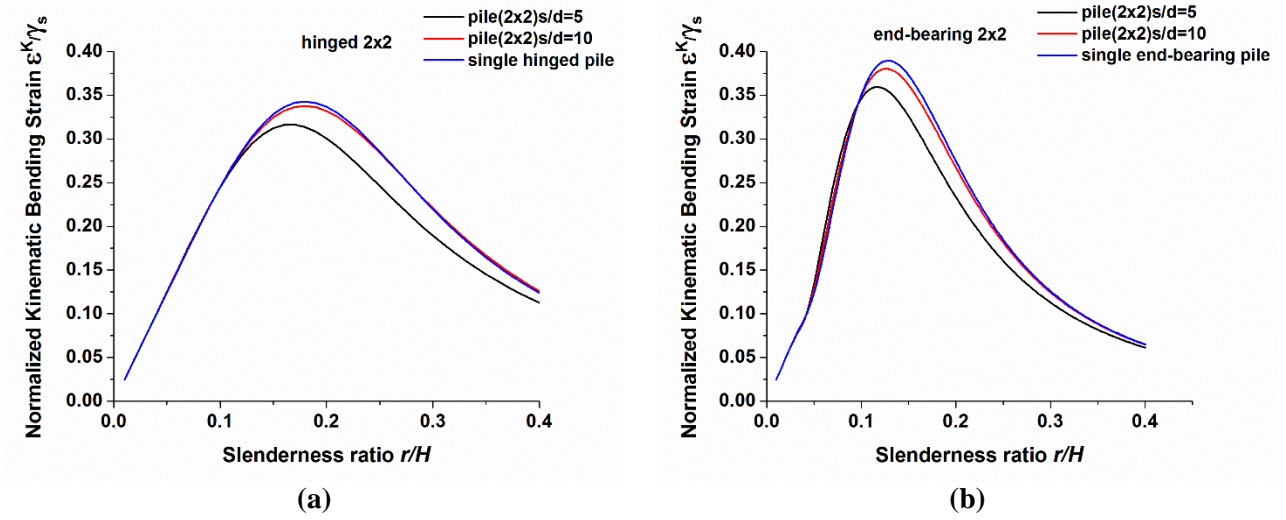 pile(2x2)s/d=5
pile(2x2)s/d=10
single hinged pile
hinged 2x2
Normalized Kinematic Bending Strain εᴷ/γₛ
0.40
0.35
0.30
0.25
0.20
0.15
0.10
0.05
0.00
0.0 0.1 0.2 0.3 0.4
Slenderness ratio r/H
(a)
pile(2x2)s/d=5
pile(2x2)s/d=10
single end-bearing pile
end-bearing 2x2
Normalized Kinematic Bending Strain εᴷ/γₛ
0.40
0.35
0.30
0.25
0.20
0.15
0.10
0.05
0.00
0.0 0.1 0.2 0.3 0.4
Slenderness ratio r/H
(b)